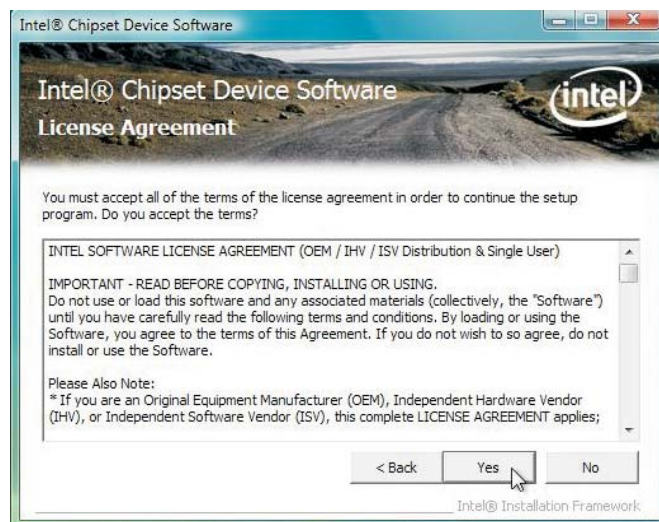 Intel® Chipset Device Software
Intel® Chipset Device Software
intel
License Agreement
You must accept all of the terms of the license agreement in order to continue the setup
program. Do you accept the terms?
INTEL SOFTWARE LICENSE AGREEMENT (OEM / IHV / ISV Distribution & Single User)
IMPORTANT - READ BEFORE COPYING, INSTALLING OR USING.
Do not use or load this software and any associated materials (collectively, the "Software")
until you have carefully read the following terms and conditions. By loading or using the
Software, you agree to the terms of this Agreement. If you do not wish to so agree, do not
install or use the Software.
Please Also Note:
* If you are an Original Equipment Manufacturer (OEM), Independent Hardware Vendor
(IHV), or Independent Software Vendor (ISV), this complete LICENSE AGREEMENT applies;
< Back Yes No
Intel® Installation Framework